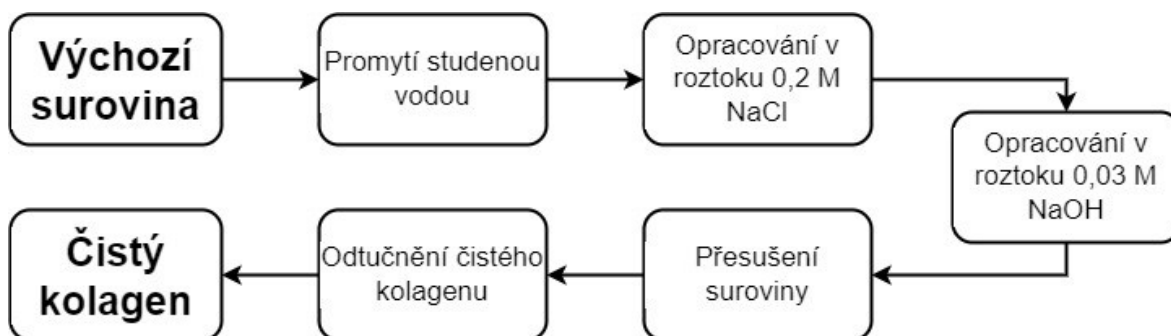 Výchozí
surovina
Promytí studenou
vodou
Opracování v
roztoku 0,2 M
NaCl
Opracování v
roztoku 0,03 M
NaOH
Přesušení
suroviny
Odtučnění čistého
kolagenu
Čistý
kolagen